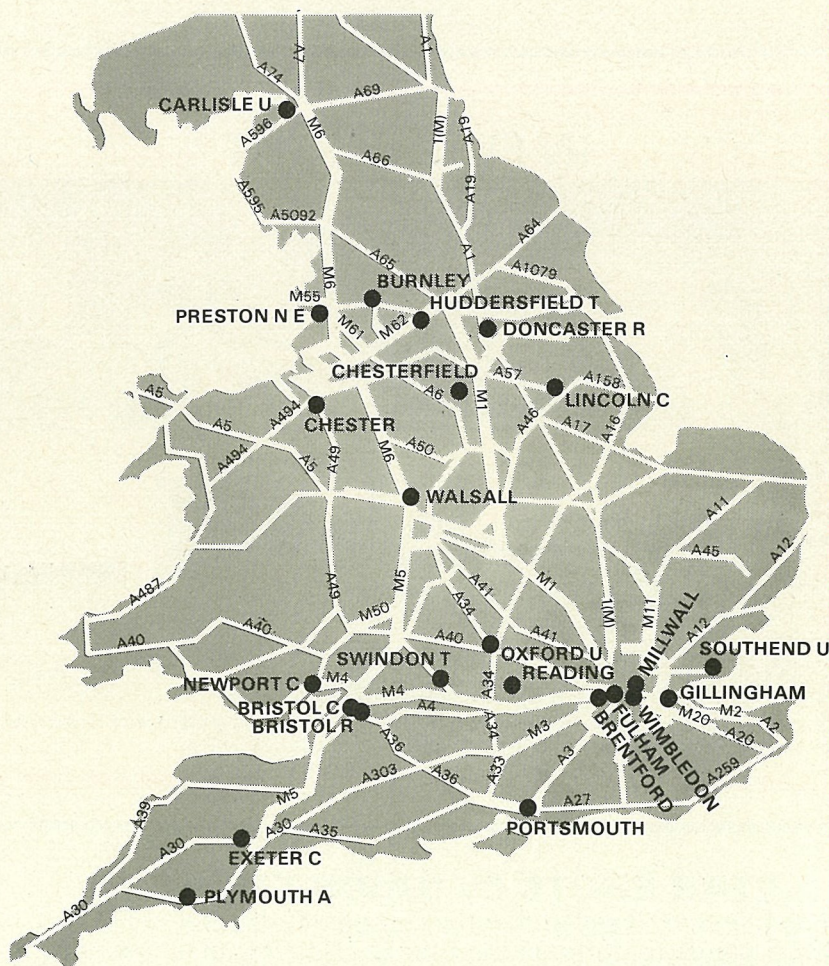 A7
A1
A74
CARLISLE U
A69
A596
M6
1(M)
A19
A66
A19
A595
A5092
A64
A65
A1
A1079
M6
BURNLEY
M55
HUDDERSFIELD T
PRESTON N E
M61
M62
DONCASTER R
CHESTERFIELD
A57
A158
A5
A6
M1
LINCOLN C
A494
CHESTER
A46
A17
A16
A5
A49
M6
A50
A494
A5
WALSALL
A11
A45
A12
A487
A49
M5
M50
A34
A41
M1
1(M)
M11
A12
A40
A40
A40
A41
MILLWALL
OXFORD U
SOUTHEND U
SWINDON T
READING
NEWPORT C
M4
M4
A34
GILLINGHAM
BRISTOL C
A4
BRISTOL R
M20
M2
A2
A20
WIMBLEDON
FULHAM
BRENTFORD
A36
A34
M3
A3
A259
A303
A36
A33
M5
A27
A39
PORTSMOUTH
A30
A35
A30
EXETER C
PLYMOUTH A
A30